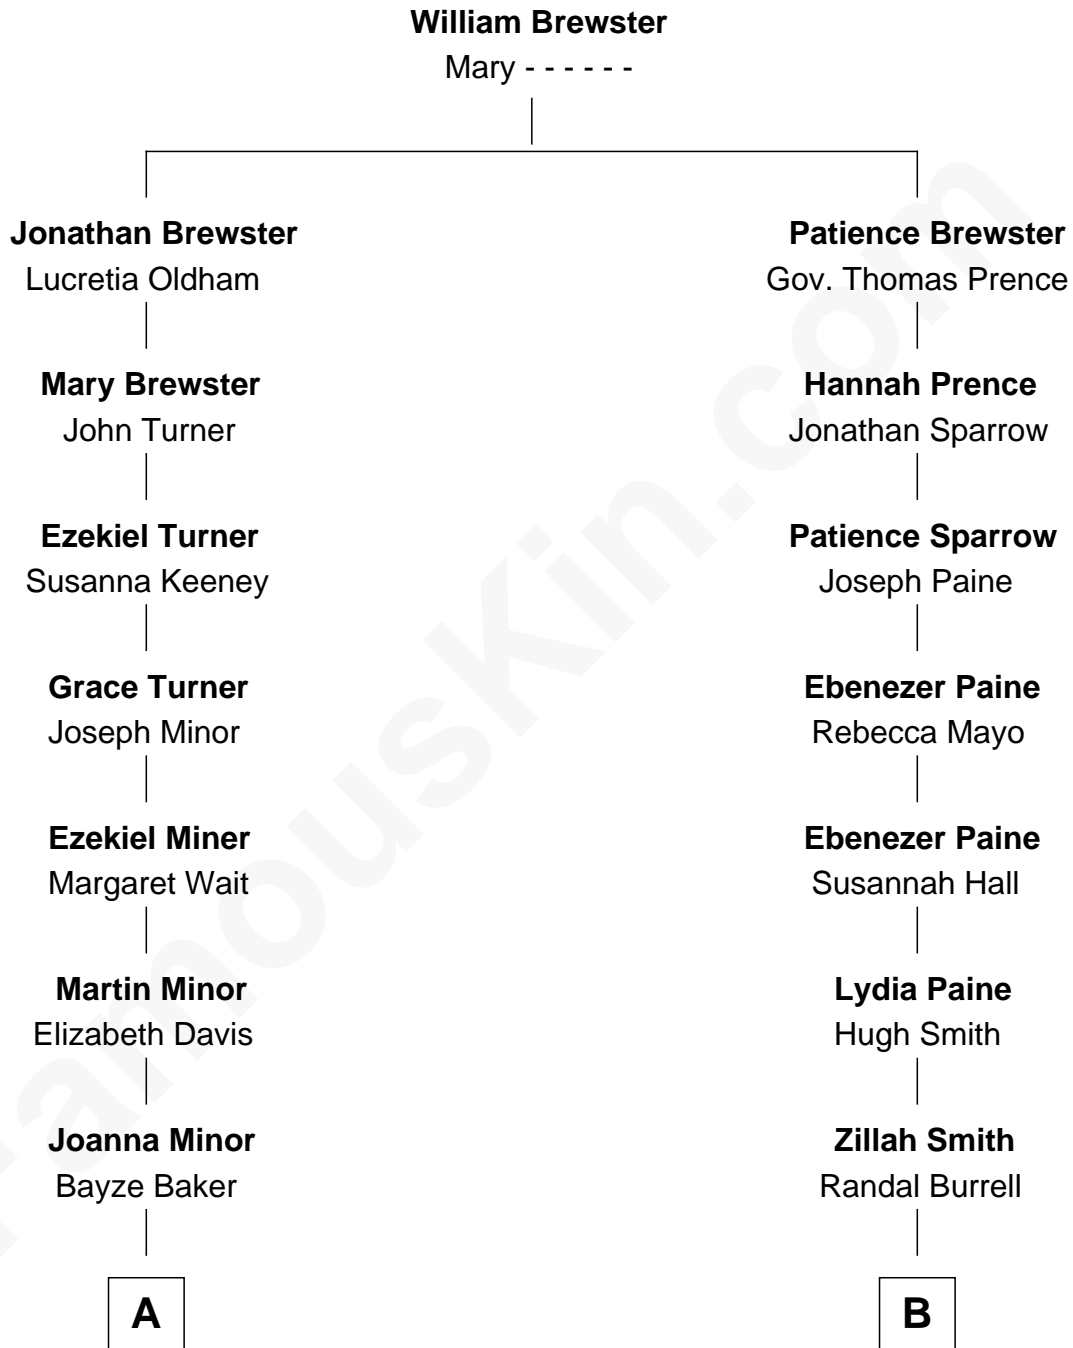 William Brewster
Mary - - - - - -
Jonathan Brewster
Lucretia Oldham
Patience Brewster
Gov. Thomas Prence
Mary Brewster
John Turner
Hannah Prence
Jonathan Sparrow
Ezekiel Turner
Susanna Keeney
Patience Sparrow
Joseph Paine
Grace Turner
Joseph Minor
Ebenezer Paine
Rebecca Mayo
Ezekiel Miner
Margaret Wait
Ebenezer Paine
Susannah Hall
Martin Minor
Elizabeth Davis
Lydia Paine
Hugh Smith
Joanna Minor
Bayze Baker
Zillah Smith
Randal Burrell
A
B
FamousKin.com